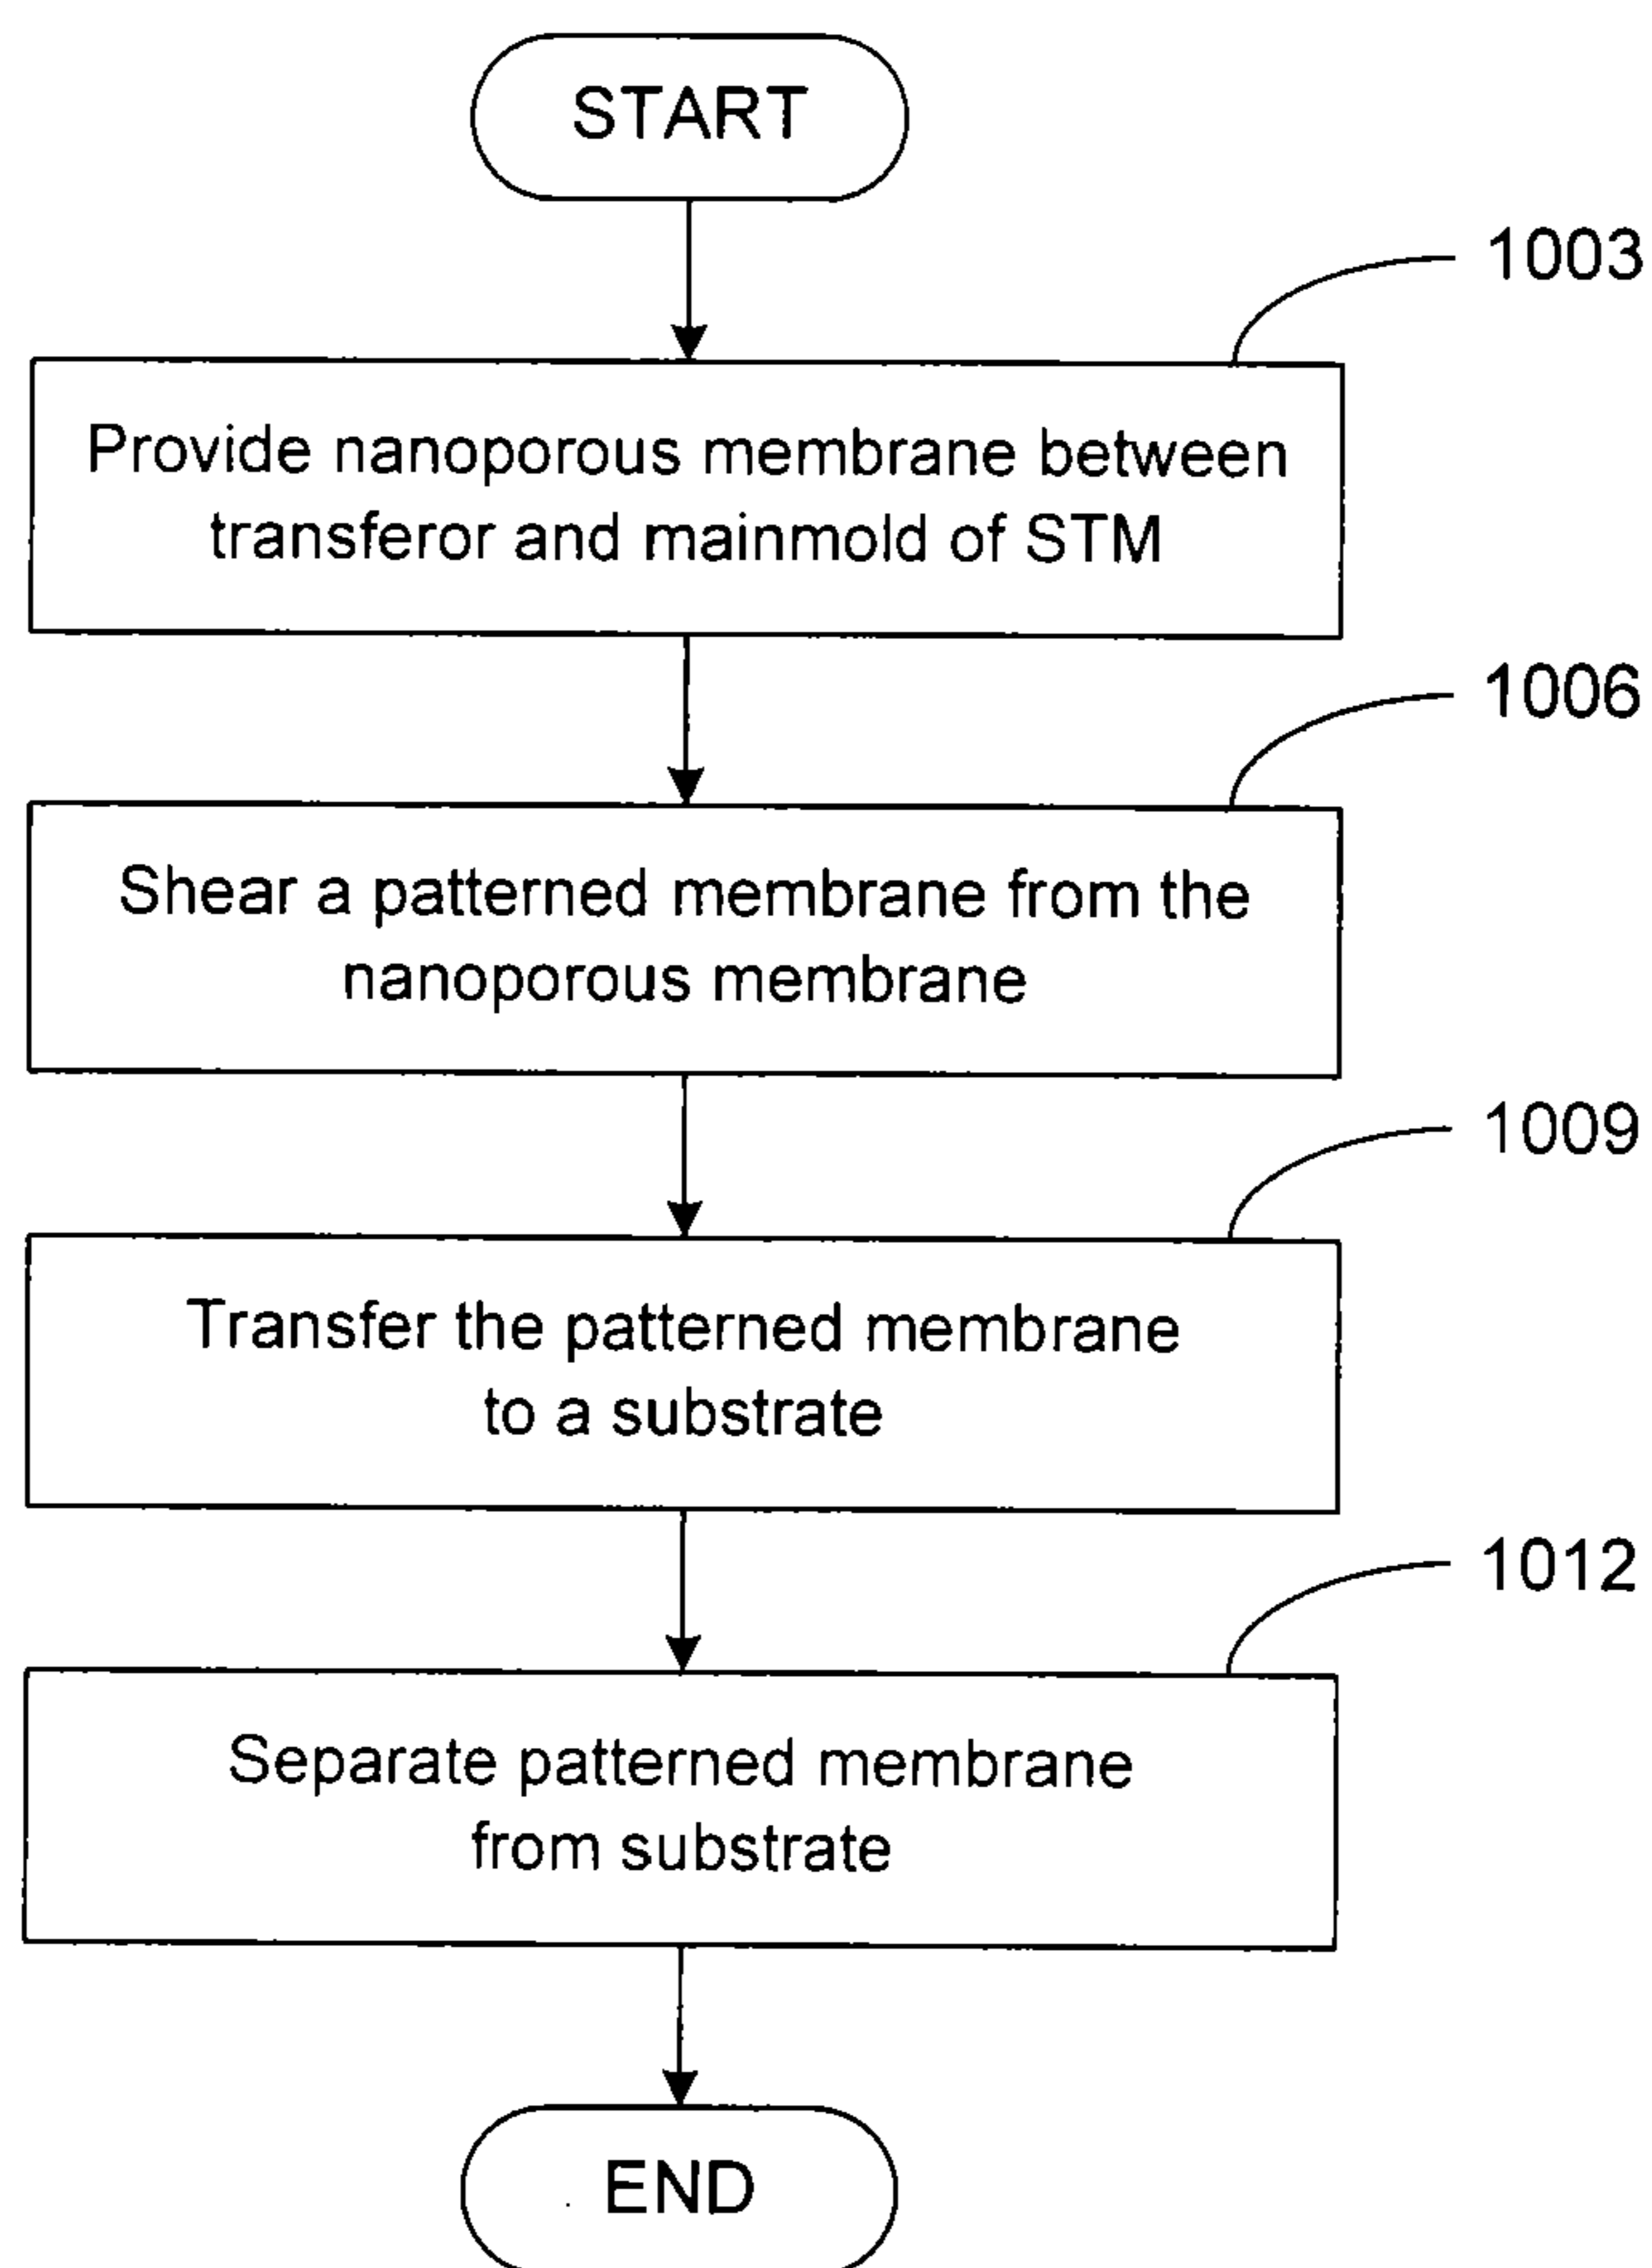 START
1003
Provide nanoporous membrane between
transferor and mainmold of STM
1006
Shear a patterned membrane from the
nanoporous membrane
1009
Transfer the patterned membrane
to a substrate
1012
Separate patterned membrane
from substrate
END